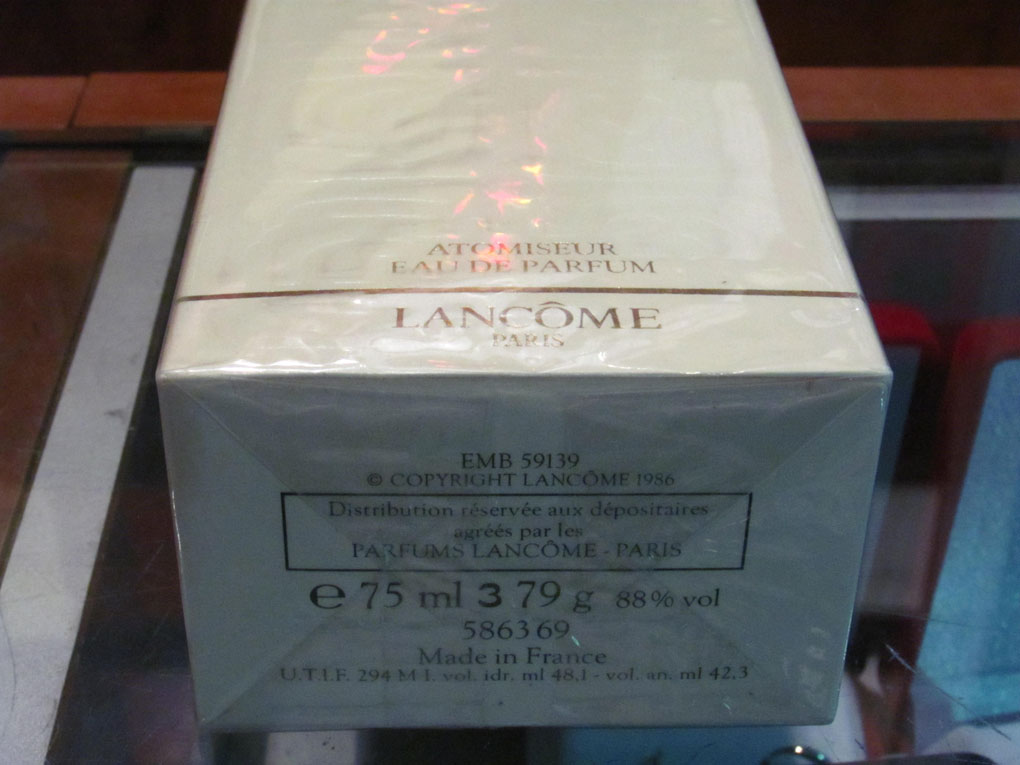 ATOMISEUR
EAU DE PARFUM
LANCÔME
PARIS
EMB 59139
© COPYRIGHT LANCÔME 1986
Distribution réservée aux dépositaires
agréés par les
PARFUMS LANCÔME - PARIS
℮ 75 ml 3 79 g 88% vol
5863 69
Made in France
U.T.I.F. 294 M I. vol. idr. ml 48,1 - vol. an. ml 42,3